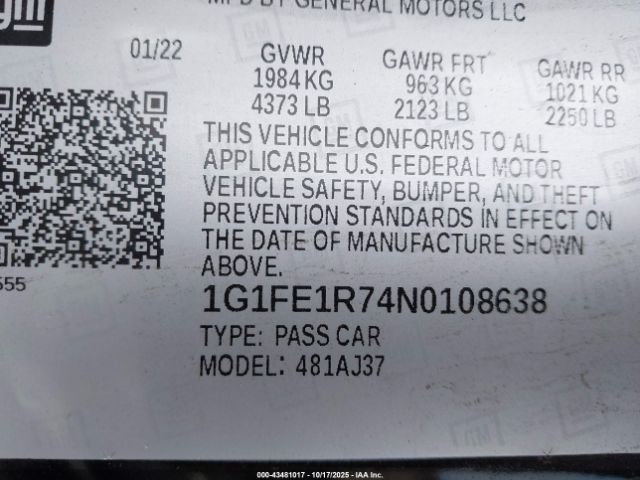 gm
MFD BY GENERAL MOTORS LLC
01/22 GVWR GAWR FRT GAWR RR
1984 KG 963 KG 1021 KG
4373 LB 2123 LB 2250 LB
THIS VEHICLE CONFORMS TO ALL
APPLICABLE U.S. FEDERAL MOTOR
VEHICLE SAFETY, BUMPER, AND THEFT
PREVENTION STANDARDS IN EFFECT ON
THE DATE OF MANUFACTURE SHOWN
ABOVE.
555
1G1FE1R74N0108638
TYPE: PASS CAR
MODEL: 481AJ37
000-43481017 - 10/17/2025 - IAA Inc.